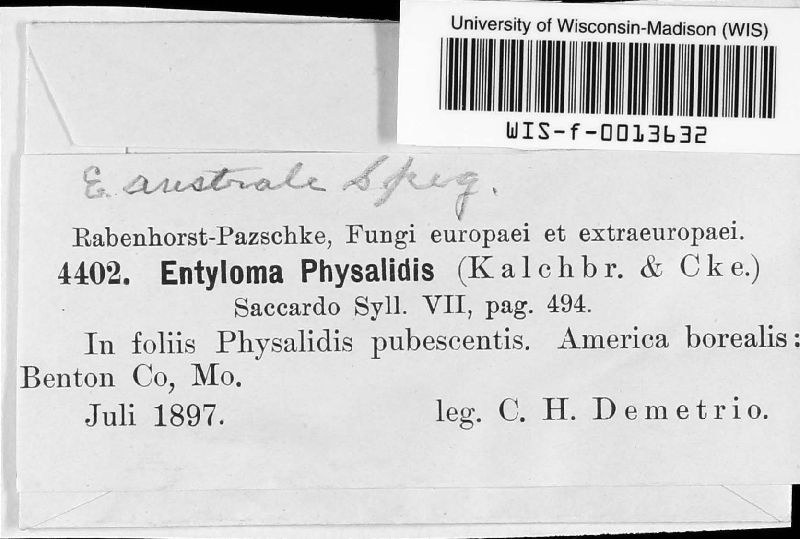 University of Wisconsin-Madison (WIS)
WIS-f-0013632
E. australe Speg.
Rabenhorst-Pazschke, Fungi europaei et extraeuropaei.
4402. Entyloma Physalidis (Kalchbr. & Cke.)
Saccardo Syll. VII, pag. 494.
In foliis Physalidis pubescentis. America borealis:
Benton Co, Mo.
Juli 1897. leg. C. H. Demetrio.